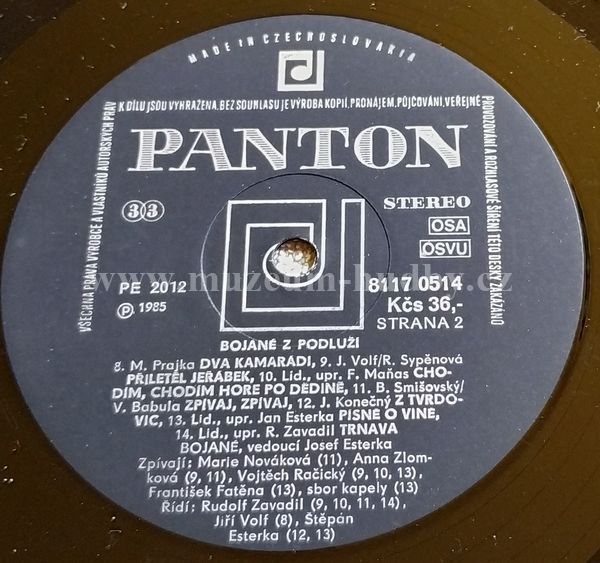 MADE IN CZECHOSLOVAKIA
VŠECHNA PRÁVA VÝROBCE A VLASTNÍKŮ AUTORSKÝCH PRÁV
K DÍLU JSOU VYHRAZENA. BEZ SOUHLASU JE VÝROBA KOPIÍ, PRONÁJEM, PŮJČOVÁNÍ, VEŘEJNÉ
PROVOZOVÁNÍ A ROZHLASOVÉ ŠÍŘENÍ TÉTO DESKY ZAKÁZÁNO
PANTON
33
STEREO
OSA
OSVU
www.muzeum-hudby.cz
PE 2012
Ⓟ 1985
8117 0514
Kčs 36,-
STRANA 2
BOJANÉ Z PODLUŽÍ
8. M. Prajka DVA KAMARÁDI, 9. J. Volf/R. Sypěnová
PŘILETĚL JEŘÁBEK, 10. Lid., upr. F. Maňas CHO-
DÍM, CHODÍM HORE PO DĚDINĚ, 11. B. Smišovský/
V. Babula ZPÍVAJ, ZPÍVAJ, 12. J. Konečný Z TVRDO-
VIC, 13. Lid., upr. Jan Esterka PÍSNĚ O VÍNĚ,
14. Lid., upr. R. Zavadil TRNAVA
BOJANÉ, vedoucí Josef Esterka
Zpívají: Marie Nováková (11), Anna Zlom-
ková (9, 11), Vojtěch Račický (9, 10, 13),
František Fatěna (13), sbor kapely (13)
Řídí: Rudolf Zavadil (9, 10, 11, 14),
Jiří Volf (8), Štěpán
Esterka (12, 13)